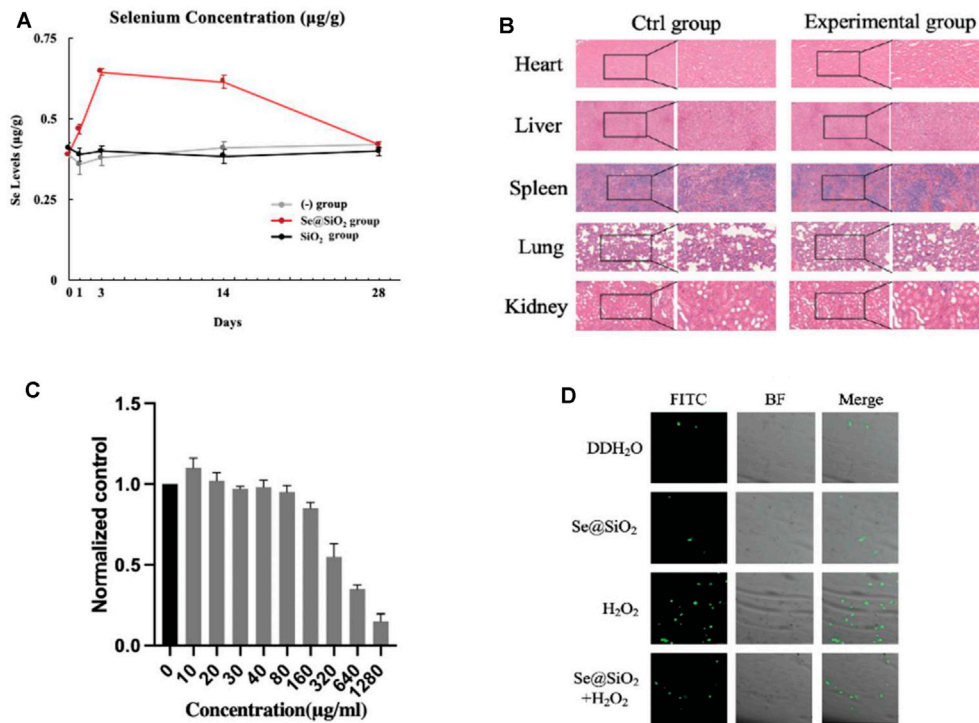 A
Selenium Concentration (µg/g)
Se Levels (µg/g)
0.75
0.5
0.25
0
(-) group
Se@SiO₂ group
SiO₂ group
0 1 3 14 28
Days
B
Ctrl group Experimental group
Heart
Liver
Spleen
Lung
Kidney
C
Normalized control
1.5
1.0
0.5
0.0
0 10 20 30 40 80 160 320 640 1280
Concentration(µg/ml)
D
FITC BF Merge
DDH₂O
Se@SiO₂
H₂O₂
Se@SiO₂
+H₂O₂